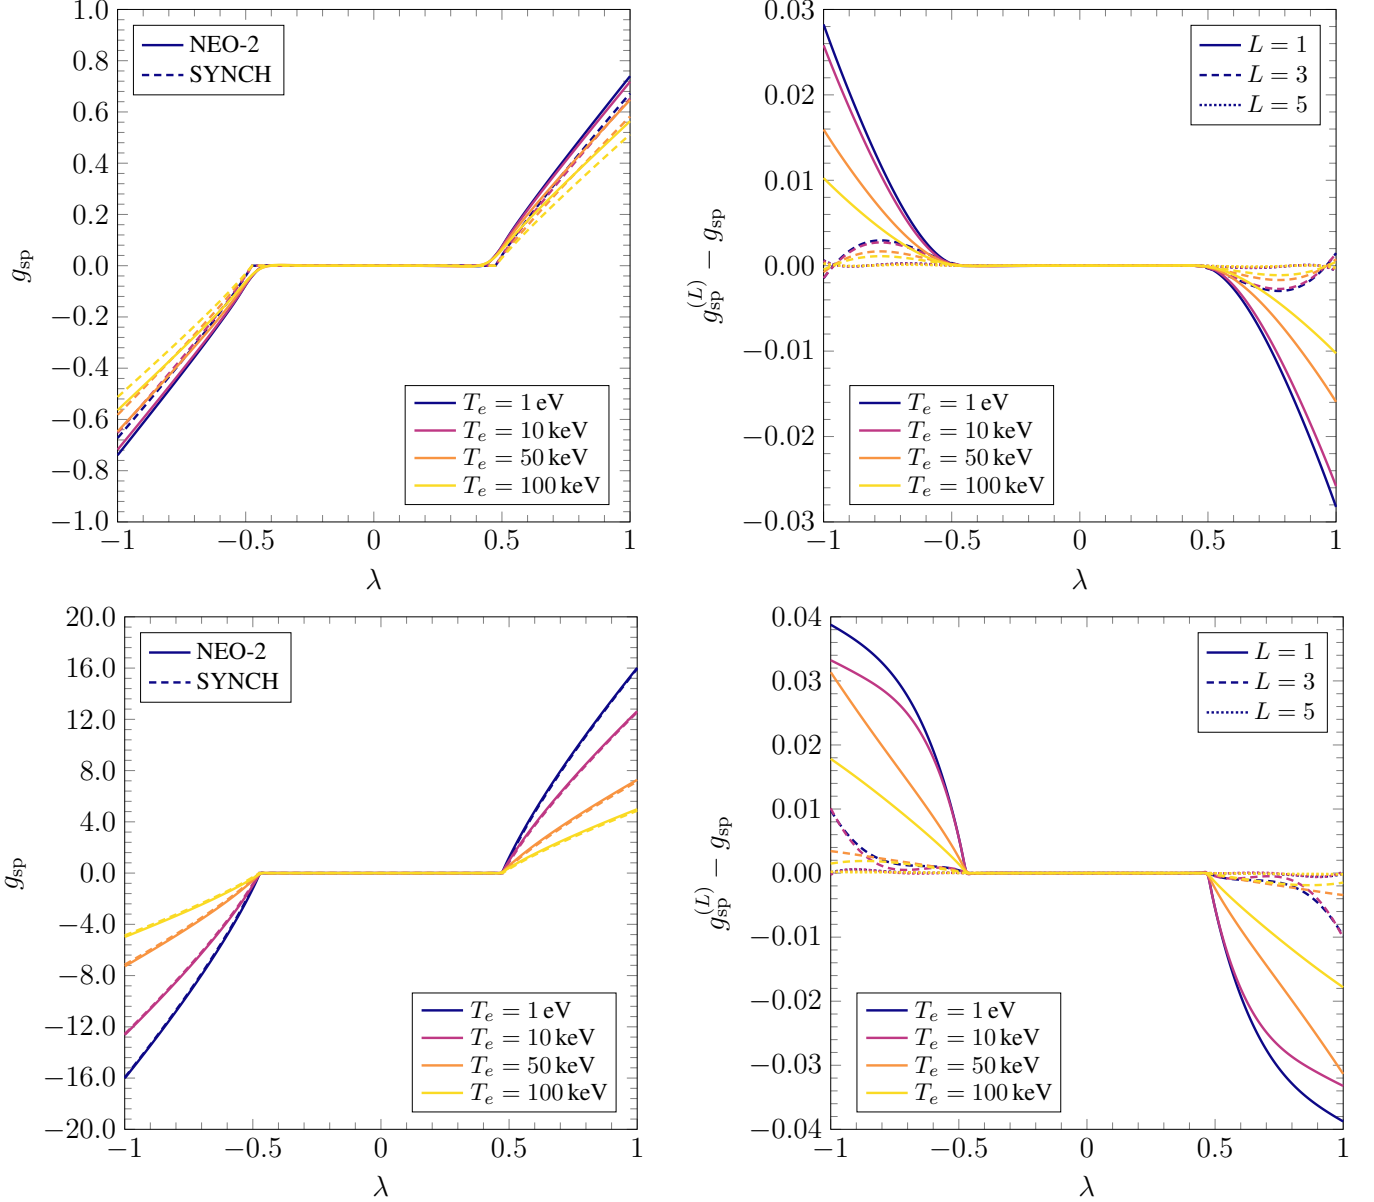 1.0
0.8
0.6
0.4
0.2
0.0
−0.2
−0.4
−0.6
−0.8
−1.0
g_sp
NEO-2
SYNCH
T_e = 1 eV
T_e = 10 keV
T_e = 50 keV
T_e = 100 keV
−1 −0.5 0 0.5 1
λ
0.03
0.02
0.01
0.00
−0.01
−0.02
−0.03
g_sp^(L) − g_sp
L = 1
L = 3
L = 5
T_e = 1 eV
T_e = 10 keV
T_e = 50 keV
T_e = 100 keV
−1 −0.5 0 0.5 1
λ
20.0
16.0
12.0
8.0
4.0
0.0
−4.0
−8.0
−12.0
−16.0
−20.0
g_sp
NEO-2
SYNCH
T_e = 1 eV
T_e = 10 keV
T_e = 50 keV
T_e = 100 keV
−1 −0.5 0 0.5 1
λ
0.04
0.03
0.02
0.01
0.00
−0.01
−0.02
−0.03
−0.04
g_sp^(L) − g_sp
L = 1
L = 3
L = 5
T_e = 1 eV
T_e = 10 keV
T_e = 50 keV
T_e = 100 keV
−1 −0.5 0 0.5 1
λ